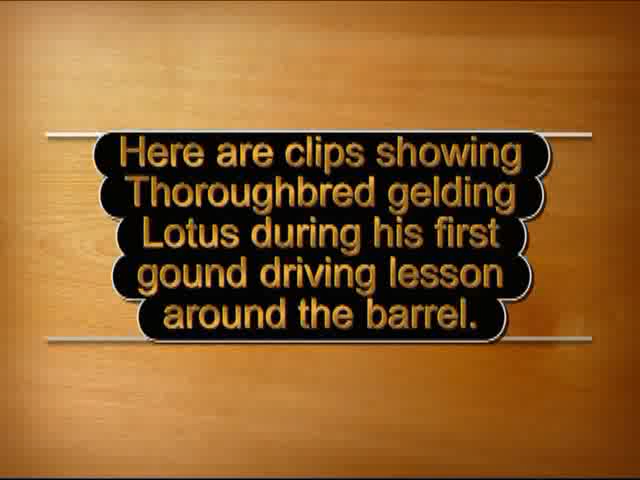 Here are clips showing
Thoroughbred gelding
Lotus during his first
gound driving lesson
around the barrel.